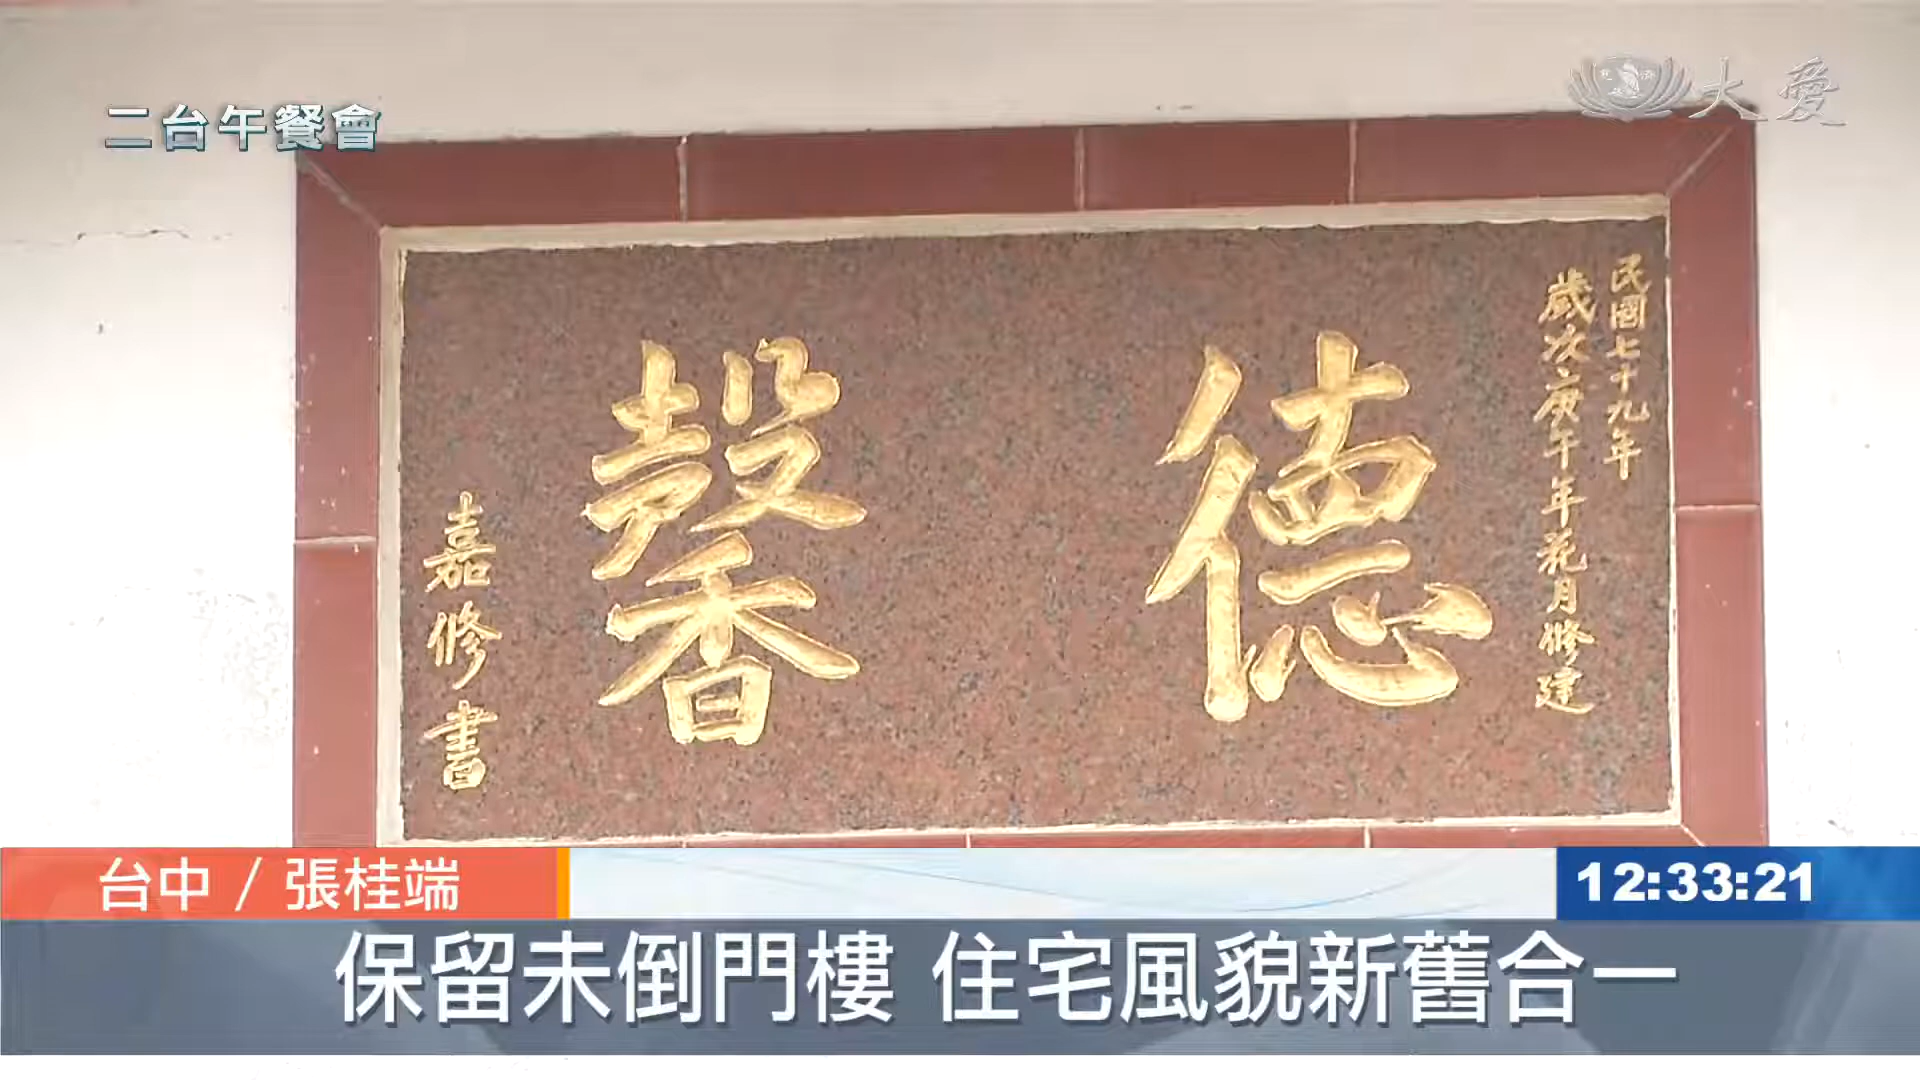 二台午餐會
大愛
民國七十九年
歲次庚午年花月修建
德馨
嘉修書
台中 / 張桂端
12:33:21
保留未倒門樓 住宅風貌新舊合一